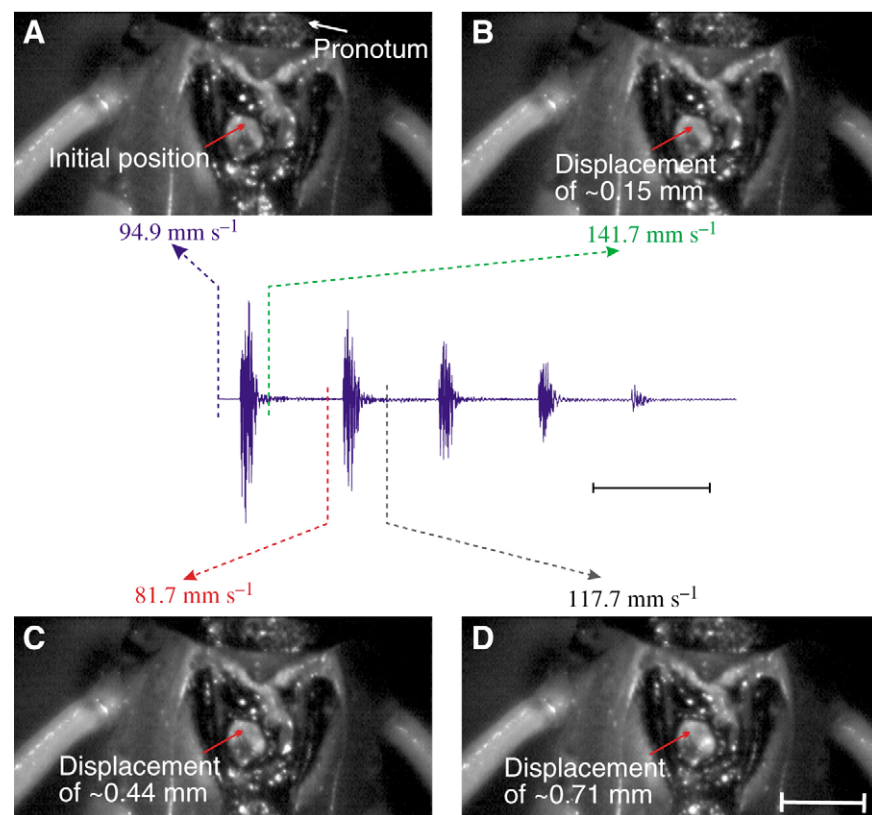 A
Pronotum
Initial position
B
Displacement
of ~0.15 mm
94.9 mm s⁻¹
141.7 mm s⁻¹
81.7 mm s⁻¹
117.7 mm s⁻¹
C
Displacement
of ~0.44 mm
D
Displacement
of ~0.71 mm